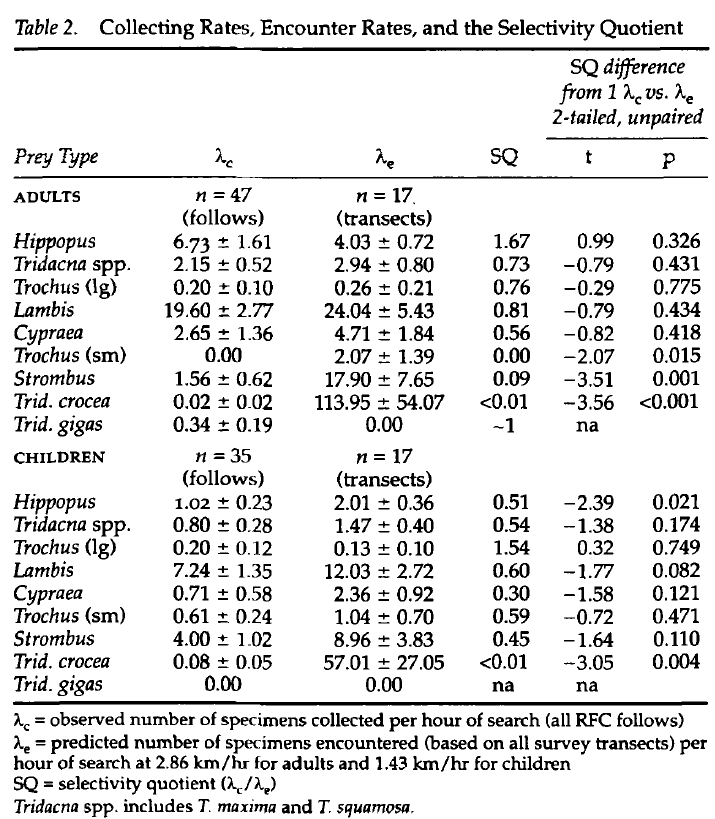 Table 2. Collecting Rates, Encounter Rates, and the Selectivity Quotient
SQ difference
from 1 λc vs. λe
2-tailed, unpaired
Prey Type λc λe SQ t p
ADULTS n = 47 n = 17
(follows) (transects)
Hippopus 6.73 ± 1.61 4.03 ± 0.72 1.67 0.99 0.326
Tridacna spp. 2.15 ± 0.52 2.94 ± 0.80 0.73 −0.79 0.431
Trochus (lg) 0.20 ± 0.10 0.26 ± 0.21 0.76 −0.29 0.775
Lambis 19.60 ± 2.77 24.04 ± 5.43 0.81 −0.79 0.434
Cypraea 2.65 ± 1.36 4.71 ± 1.84 0.56 −0.82 0.418
Trochus (sm) 0.00 2.07 ± 1.39 0.00 −2.07 0.015
Strombus 1.56 ± 0.62 17.90 ± 7.65 0.09 −3.51 0.001
Trid. crocea 0.02 ± 0.02 113.95 ± 54.07 <0.01 −3.56 <0.001
Trid. gigas 0.34 ± 0.19 0.00 ~1 na
CHILDREN n = 35 n = 17
(follows) (transects)
Hippopus 1.02 ± 0.23 2.01 ± 0.36 0.51 −2.39 0.021
Tridacna spp. 0.80 ± 0.28 1.47 ± 0.40 0.54 −1.38 0.174
Trochus (lg) 0.20 ± 0.12 0.13 ± 0.10 1.54 0.32 0.749
Lambis 7.24 ± 1.35 12.03 ± 2.72 0.60 −1.77 0.082
Cypraea 0.71 ± 0.58 2.36 ± 0.92 0.30 −1.58 0.121
Trochus (sm) 0.61 ± 0.24 1.04 ± 0.70 0.59 −0.72 0.471
Strombus 4.00 ± 1.02 8.96 ± 3.83 0.45 −1.64 0.110
Trid. crocea 0.08 ± 0.05 57.01 ± 27.05 <0.01 −3.05 0.004
Trid. gigas 0.00 0.00 na na
λc = observed number of specimens collected per hour of search (all RFC follows)
λe = predicted number of specimens encountered (based on all survey transects) per
hour of search at 2.86 km/hr for adults and 1.43 km/hr for children
SQ = selectivity quotient (λc/λe)
Tridacna spp. includes T. maxima and T. squamosa.